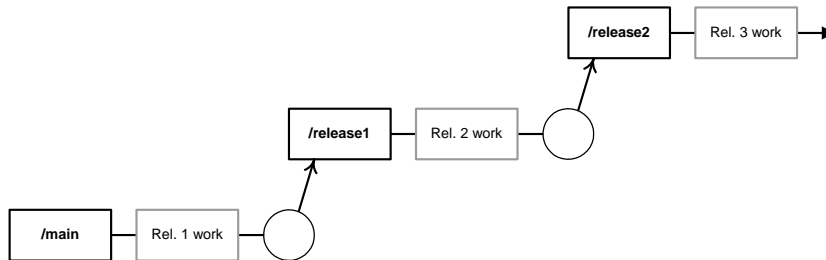 /release2
Rel. 3 work
/release1
Rel. 2 work
/main
Rel. 1 work